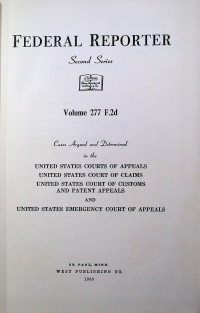 FEDERAL REPORTER
Second Series
Volume 277 F.2d
Cases Argued and Determined
in the
UNITED STATES COURTS OF APPEALS
UNITED STATES COURT OF CLAIMS
UNITED STATES COURT OF CUSTOMS
AND PATENT APPEALS
AND
UNITED STATES EMERGENCY COURT OF APPEALS
ST. PAUL, MINN.
WEST PUBLISHING CO.
1960